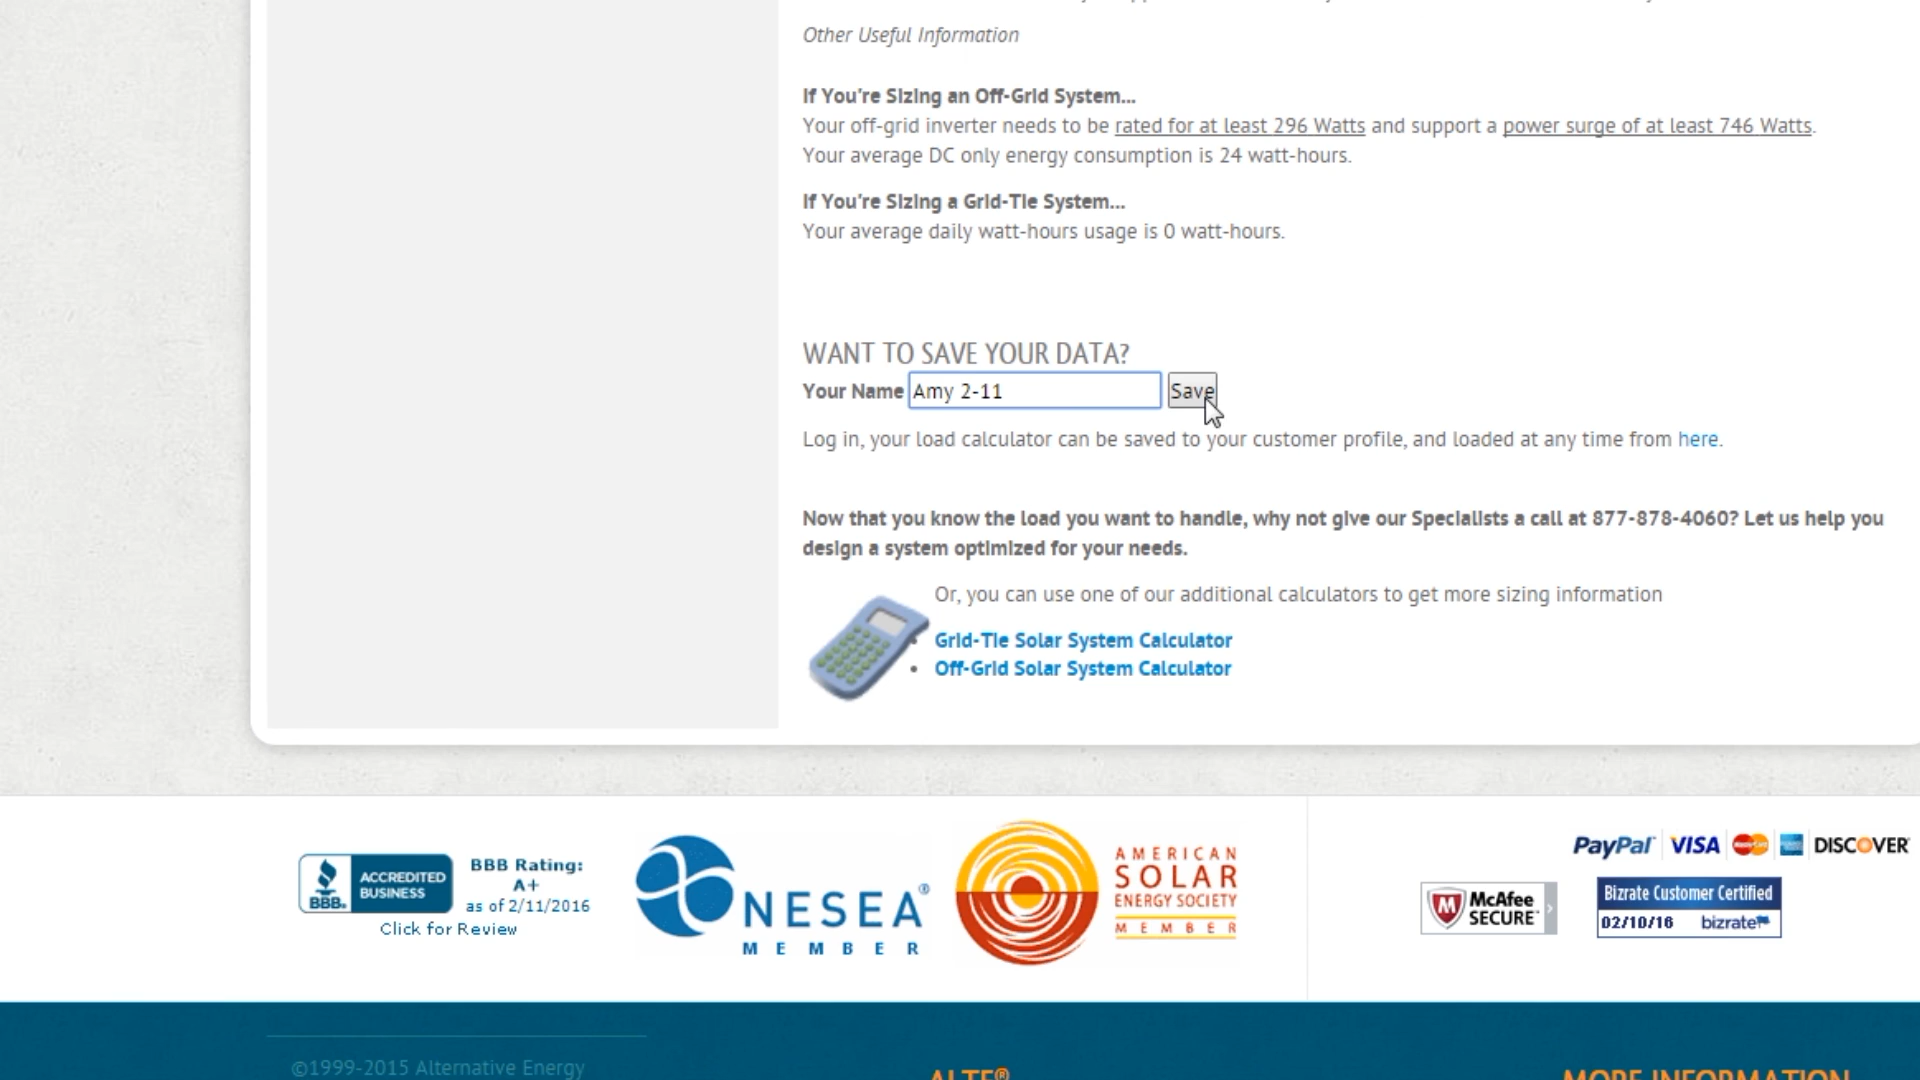 Other Useful Information
If You're Sizing an Off-Grid System...
Your off-grid inverter needs to be rated for at least 296 Watts and support a power surge of at least 746 Watts.
Your average DC only energy consumption is 24 watt-hours.
If You're Sizing a Grid-Tie System...
Your average daily watt-hours usage is 0 watt-hours.
WANT TO SAVE YOUR DATA?
Your Name Amy 2-11 Save
Log in, your load calculator can be saved to your customer profile, and loaded at any time from here.
Now that you know the load you want to handle, why not give our Specialists a call at 877-878-4060? Let us help you
design a system optimized for your needs.
Or, you can use one of our additional calculators to get more sizing information
• Grid-Tie Solar System Calculator
• Off-Grid Solar System Calculator
BBB.
ACCREDITED
BUSINESS
BBB Rating:
A+
as of 2/11/2016
Click for Review
NESEA®
MEMBER
AMERICAN
SOLAR
ENERGY SOCIETY
MEMBER
PayPal VISA MasterCard DISCOVER
McAfee
SECURE
Bizrate Customer Certified
02/10/16 bizrate
©1999-2015 Alternative Energy
ALTE®
MORE INFORMATION